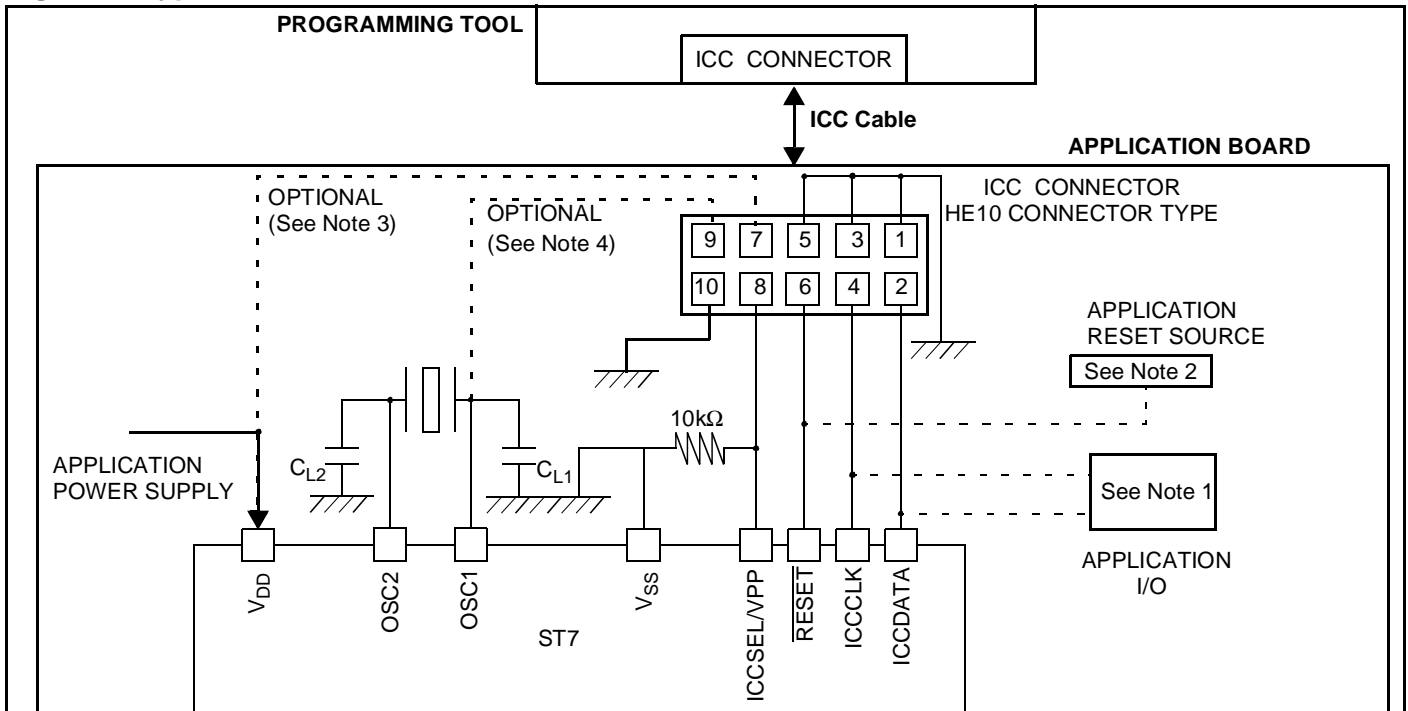 PROGRAMMING TOOL
ICC CONNECTOR
ICC Cable
APPLICATION BOARD
OPTIONAL
(See Note 3)
OPTIONAL
(See Note 4)
ICC CONNECTOR
HE10 CONNECTOR TYPE
9 7 5 3 1
10 8 6 4 2
APPLICATION
RESET SOURCE
See Note 2
10kΩ
APPLICATION
POWER SUPPLY
CL2
CL1
See Note 1
APPLICATION
I/O
VDD
OSC2
OSC1
VSS
ICCSEL/VPP
RESET
ICCCLK
ICCDATA
ST7